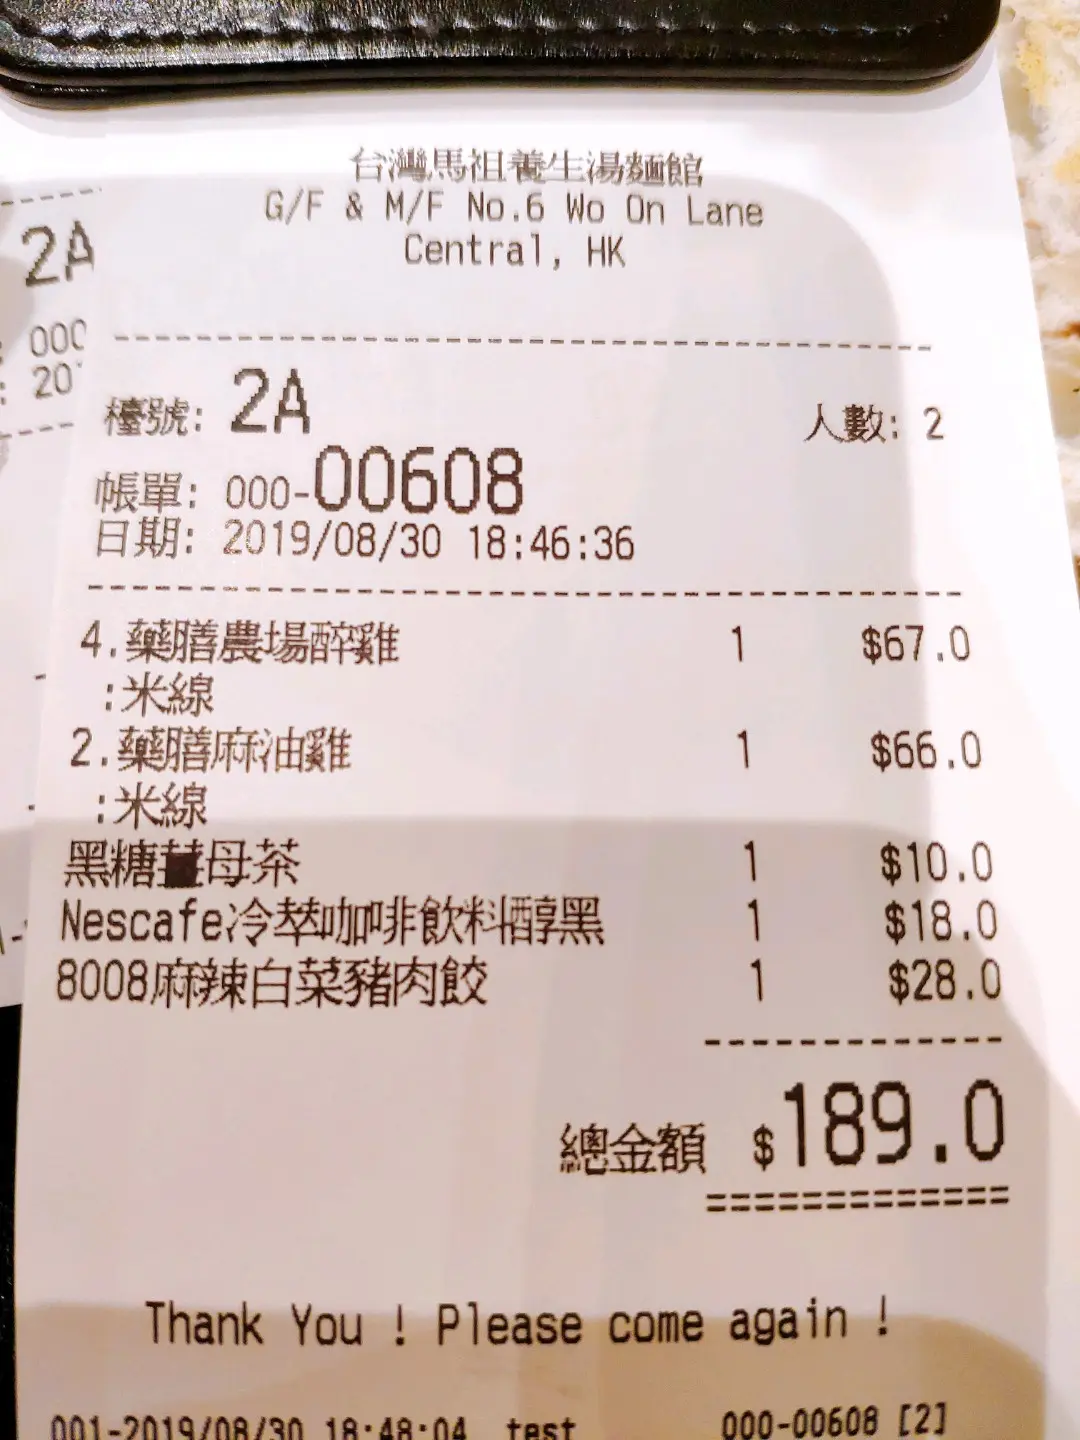 台灣馬祖養生湯麵館
G/F & M/F No.6 Wo On Lane
Central, HK
2A
檯號: 2A 人數: 2
000
帳單: 000-00608
20
日期: 2019/08/30 18:46:36
4.藥膳農場醉雞 1 $67.0
:米線
2.藥膳麻油雞 1 $66.0
:米線
黑糖薑母茶 1 $10.0
Nescafe冷萃咖啡飲料醇黑 1 $18.0
8008麻辣白菜豬肉餃 1 $28.0
總金額 $189.0
Thank You ! Please come again !
001-2019/08/30 18:48:04 test 000-00608 [2]